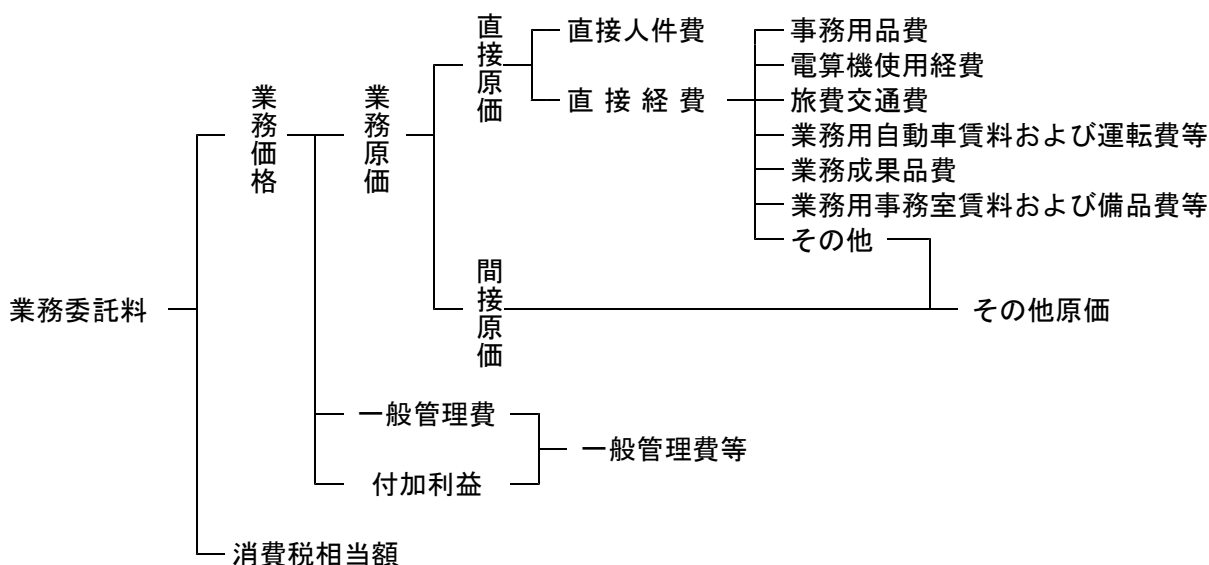 業務委託料
業務価格
消費税相当額
業務原価
一般管理費
付加利益
一般管理費等
直接原価
間接原価
直接人件費
直接経費
事務用品費
電算機使用経費
旅費交通費
業務用自動車賃料および運転費等
業務成果品費
業務用事務室賃料および備品費等
その他
その他原価